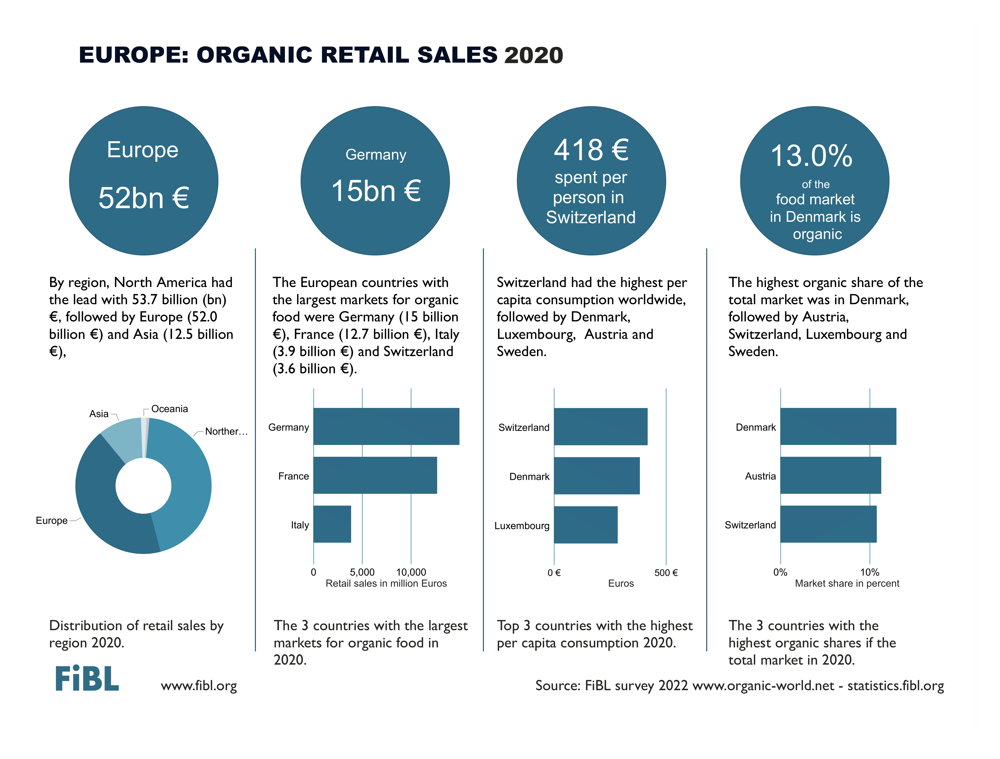 EUROPE: ORGANIC RETAIL SALES 2020
Europe
52bn €
By region, North America had
the lead with 53.7 billion (bn)
€, followed by Europe (52.0
billion €) and Asia (12.5 billion
€),
Oceania
Asia
Norther…
Europe
Distribution of retail sales by
region 2020.
Germany
15bn €
The European countries with
the largest markets for organic
food were Germany (15 billion
€), France (12.7 billion €), Italy
(3.9 billion €) and Switzerland
(3.6 billion €).
Germany
France
Italy
0 5,000 10,000
Retail sales in million Euros
The 3 countries with the largest
markets for organic food in
2020.
418 €
spent per
person in
Switzerland
Switzerland had the highest per
capita consumption worldwide,
followed by Denmark,
Luxembourg,  Austria and
Sweden.
Switzerland
Denmark
Luxembourg
0 € 500 €
Euros
Top 3 countries with the highest
per capita consumption 2020.
13.0%
of the
food market
in Denmark is
organic
The highest organic share of the
total market was in Denmark,
followed by Austria,
Switzerland, Luxembourg and
Sweden.
Denmark
Austria
Switzerland
0% 10%
Market share in percent
The 3 countries with the
highest organic shares if the
total market in 2020.
FiBL
www.fibl.org
Source: FiBL survey 2022 www.organic-world.net - statistics.fibl.org